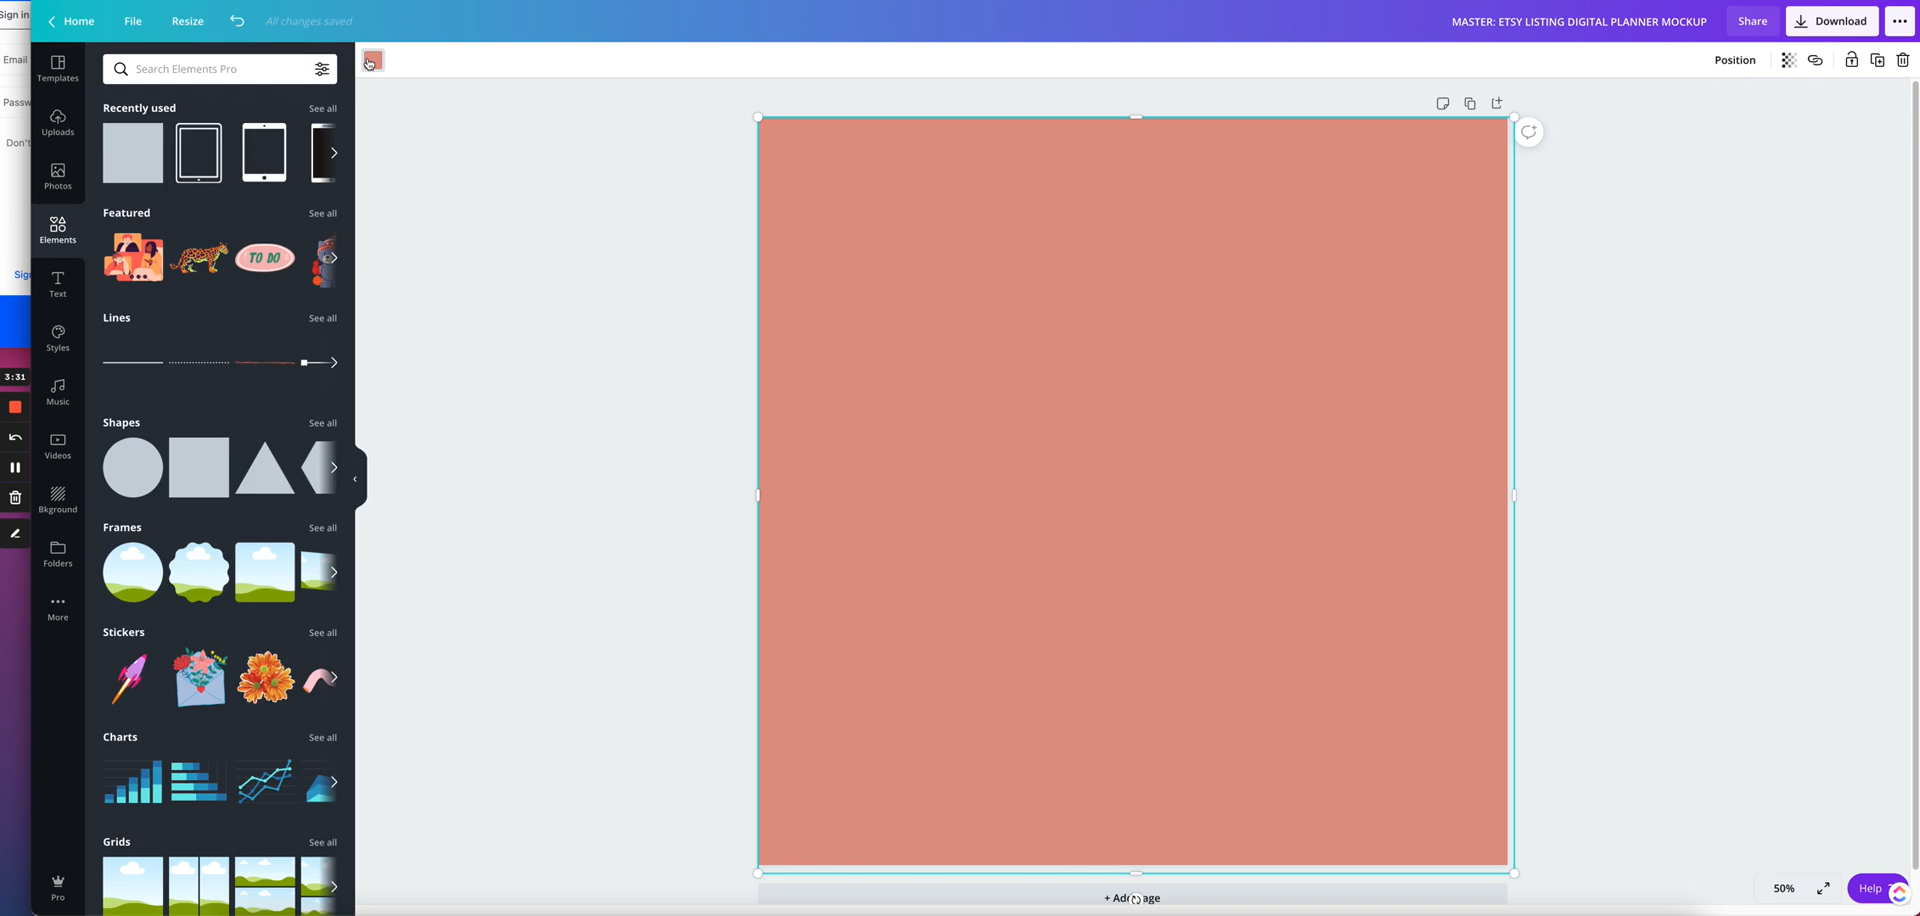 Sign in
Home
File
Resize
All changes saved
MASTER: ETSY LISTING DIGITAL PLANNER MOCKUP
Share
Download
Email
Don't
3:31
Templates
Uploads
Photos
Elements
Text
Styles
Music
Videos
Bkground
Folders
More
Pro
Search Elements Pro
Recently used
See all
Featured
See all
TO DO
Lines
See all
Shapes
See all
Frames
See all
Stickers
See all
Charts
See all
Grids
See all
Position
50%
Help